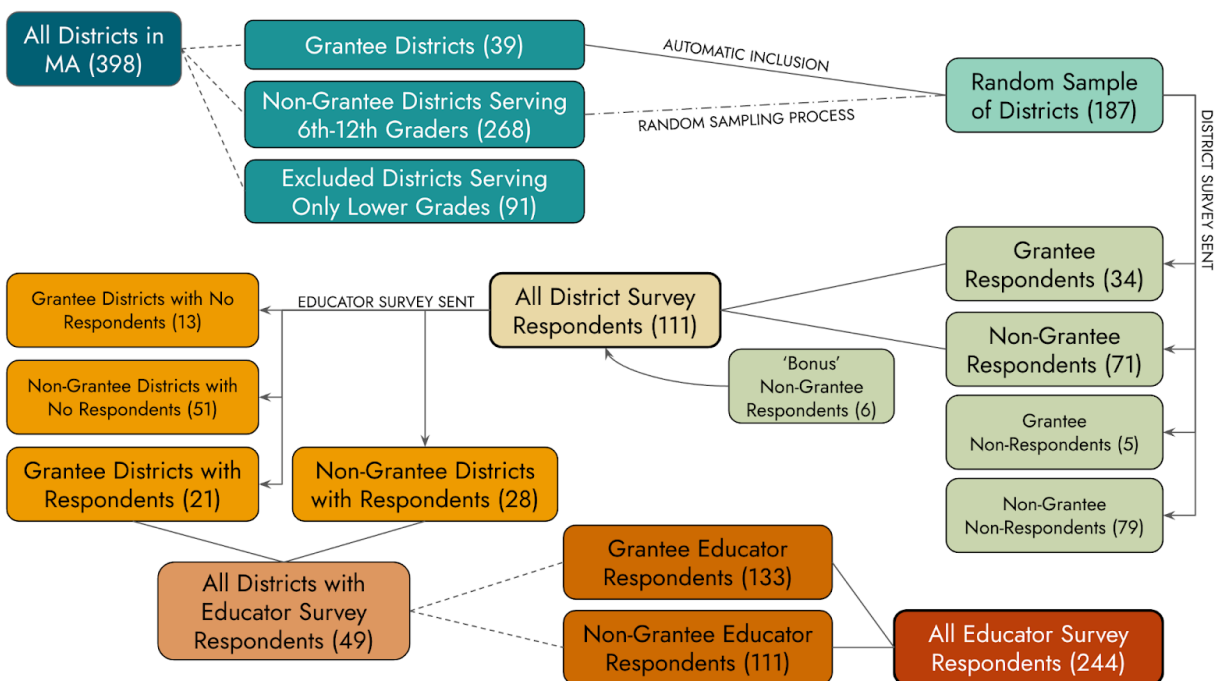 All Districts in
MA (398)
Grantee Districts (39)
Non-Grantee Districts Serving
6th-12th Graders (268)
Excluded Districts Serving
Only Lower Grades (91)
AUTOMATIC INCLUSION
RANDOM SAMPLING PROCESS
Random Sample
of Districts (187)
DISTRICT SURVEY SENT
Grantee
Respondents (34)
Non-Grantee
Respondents (71)
Grantee
Non-Respondents (5)
Non-Grantee
Non-Respondents (79)
All District Survey
Respondents (111)
'Bonus'
Non-Grantee
Respondents (6)
EDUCATOR SURVEY SENT
Grantee Districts with No
Respondents (13)
Non-Grantee Districts with
No Respondents (51)
Grantee Districts with
Respondents (21)
Non-Grantee Districts
with Respondents (28)
All Districts with
Educator Survey
Respondents (49)
Grantee Educator
Respondents (133)
Non-Grantee Educator
Respondents (111)
All Educator Survey
Respondents (244)